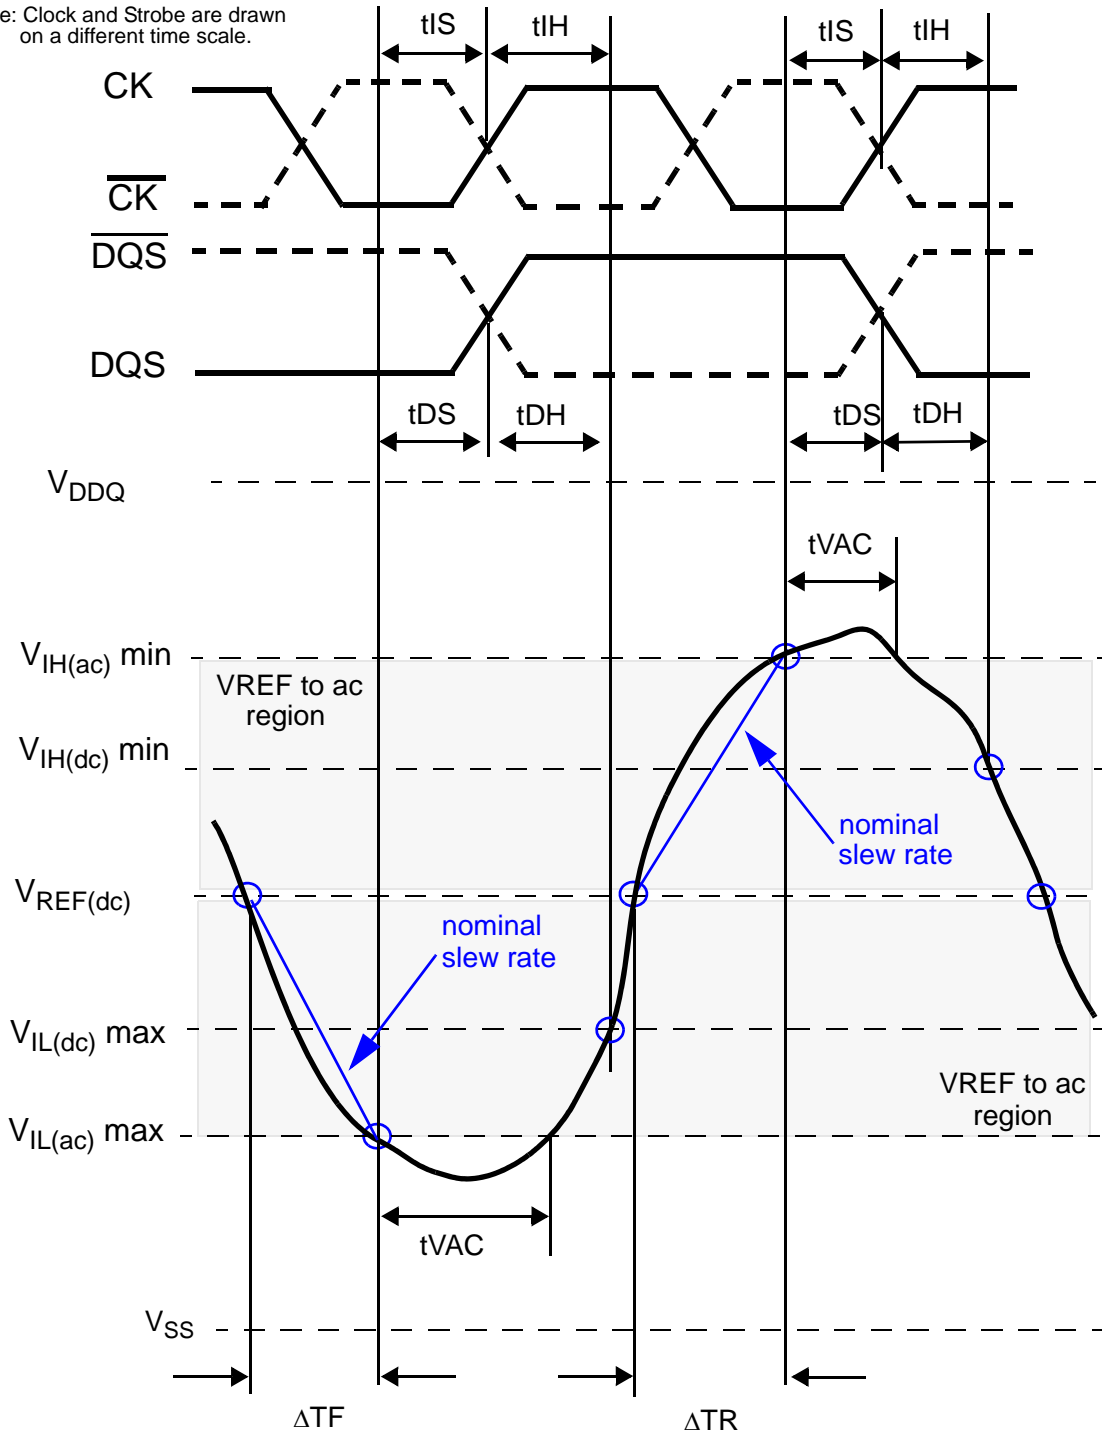 e: Clock and Strobe are drawn
on a different time scale.
tIS
tIH
tIS
tIH
CK
CK
DQS
DQS
tDS
tDH
tDS
tDH
VDDQ
tVAC
VIH(ac) min
VREF to ac
region
VIH(dc) min
nominal
slew rate
VREF(dc)
nominal
slew rate
VIL(dc) max
VREF to ac
region
VIL(ac) max
tVAC
VSS
ΔTF
ΔTR